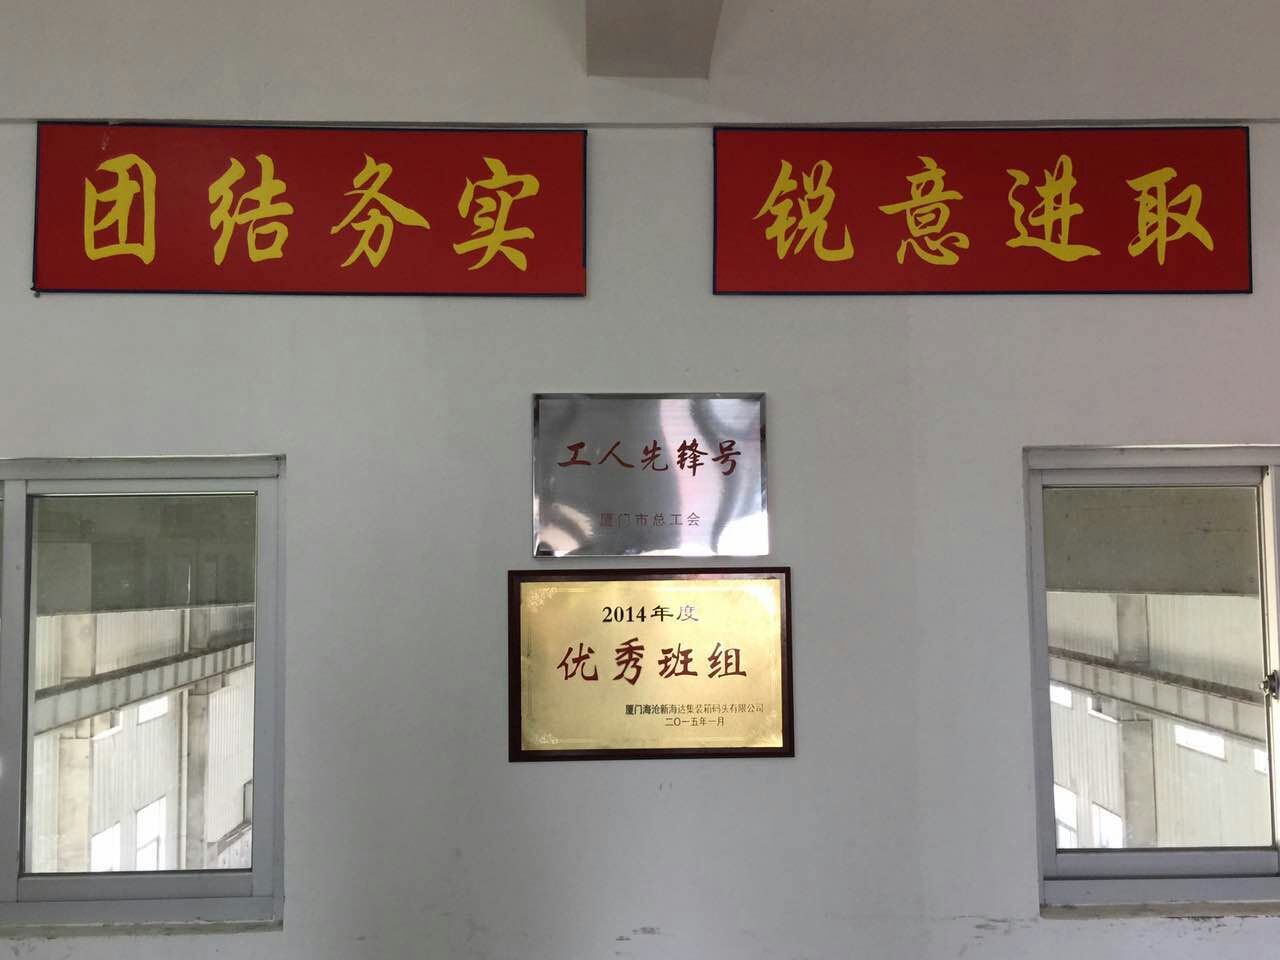 团结务实
锐意进取
工人先锋号
厦门市总工会
2014年度
优秀班组
厦门海沧新海达集装箱码头有限公司
二〇一五年一月